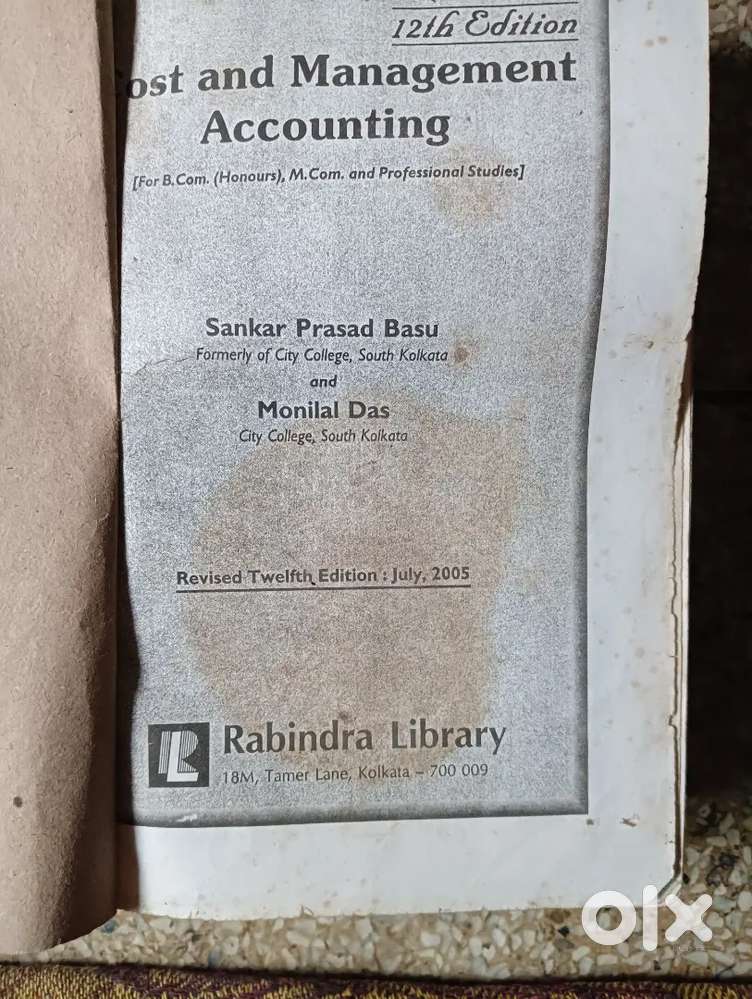 12th Edition
ost and Management
Accounting
[For B.Com. (Honours), M.Com. and Professional Studies]
Sankar Prasad Basu
Formerly of City College, South Kolkata
and
Monilal Das
City College, South Kolkata
Revised Twelfth Edition : July, 2005
RL
Rabindra Library
18M, Tamer Lane, Kolkata – 700 009
olx